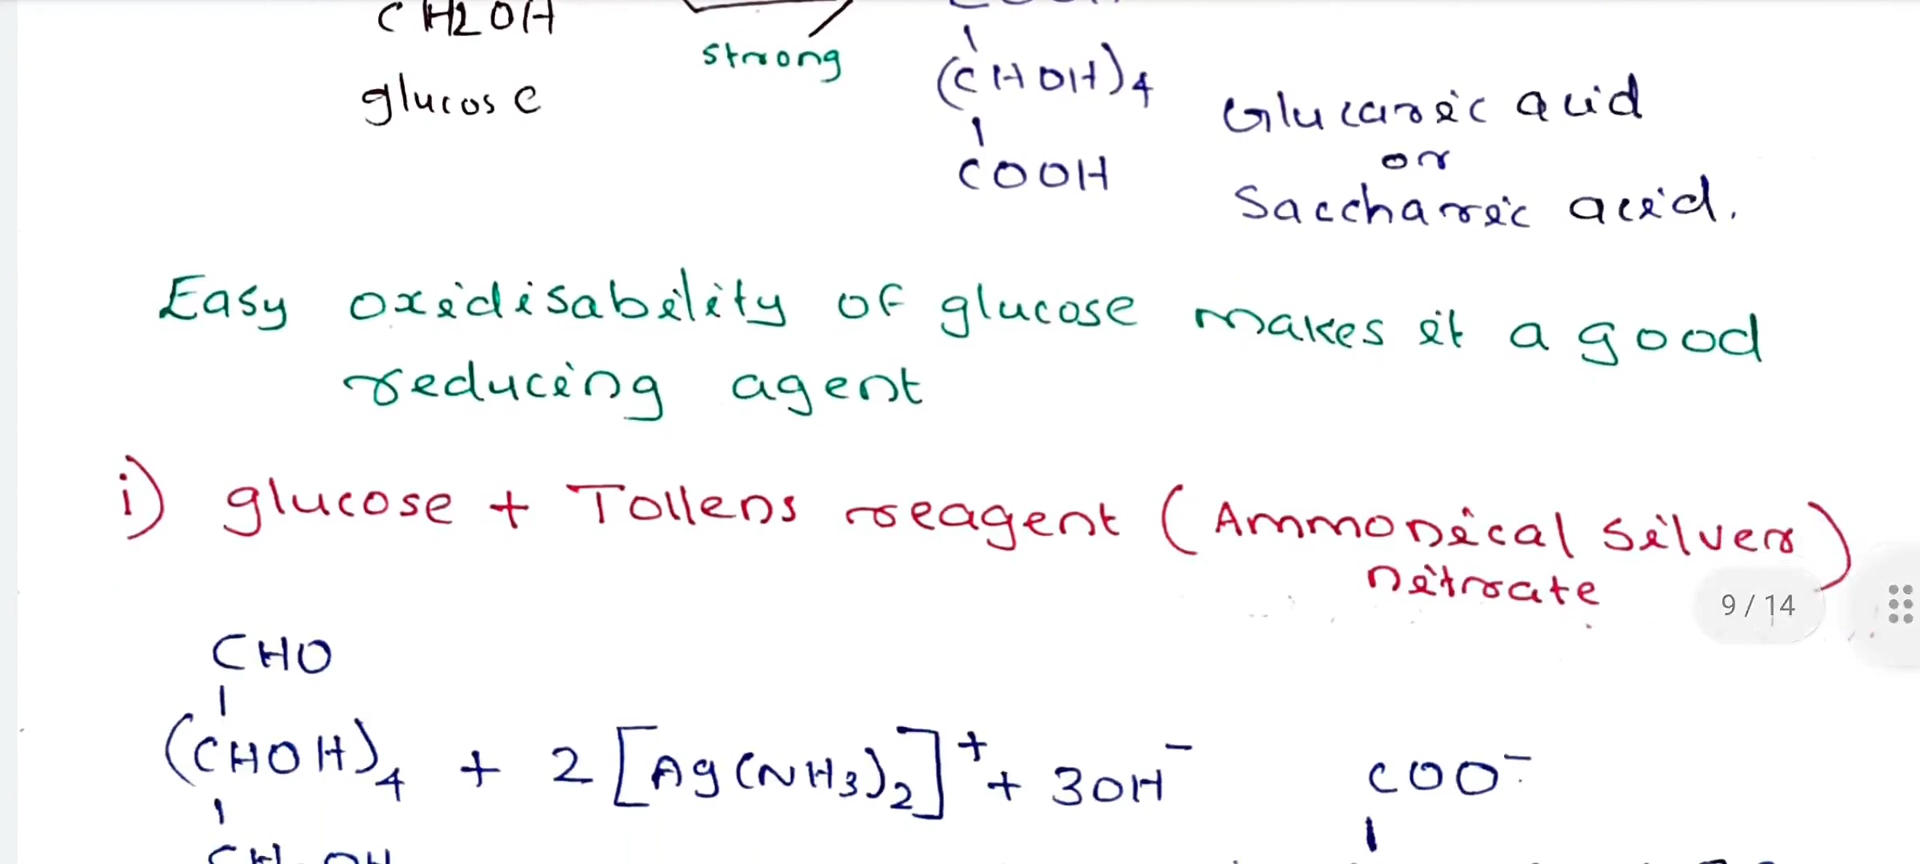 CH2OH
strong
(CHOH)4
glucose
Glucaric acid
or
COOH
Saccharic acid.
Easy oxidisability of glucose makes it a good
reducing agent
i) glucose + Tollens reagent (Ammonical silver)
nitrate
9 / 14
CHO
(CHOH)4 + 2 [Ag(NH3)2]+ + 3OH-
COO-